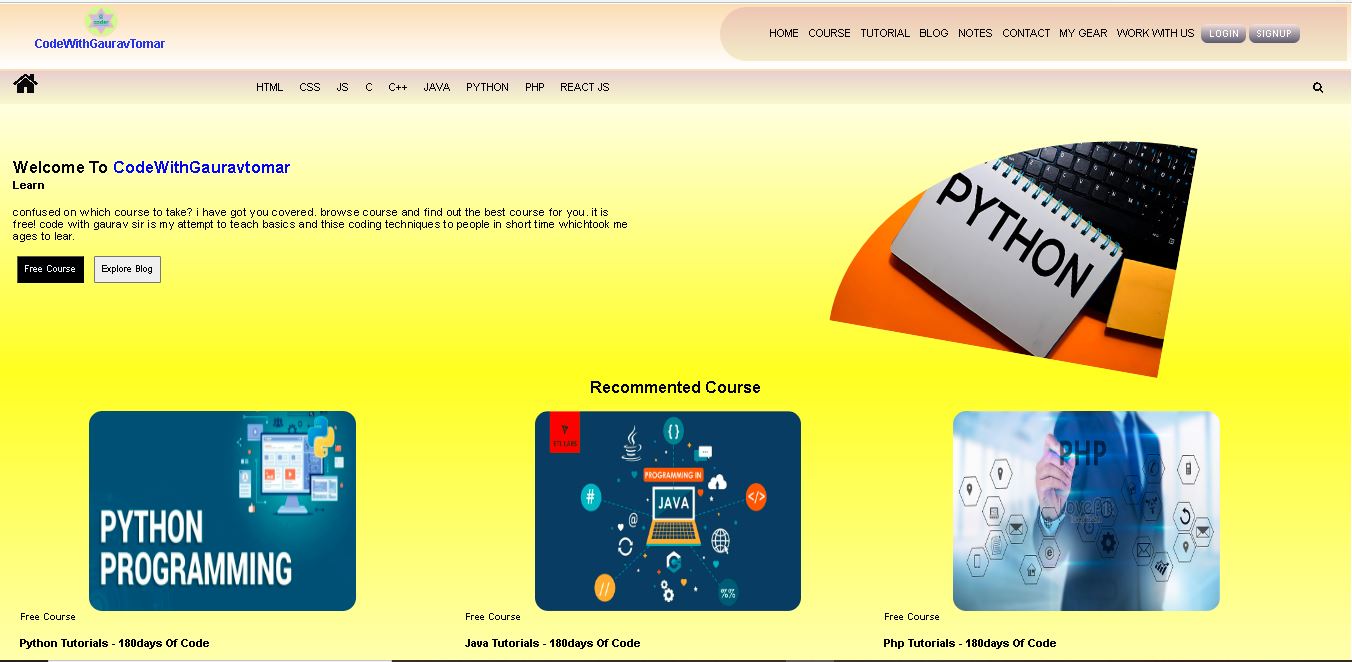 coder
CodeWithGauravTomar
HOME COURSE TUTORIAL BLOG NOTES CONTACT MY GEAR WORK WITH US LOGIN SIGNUP
HTML CSS JS C C++ JAVA PYTHON PHP REACT JS
Welcome To CodeWithGauravtomar
Learn
confused on which course to take? i have got you covered. browse course and find out the best course for you. it is
free! code with gaurav sir is my attempt to teach basics and thise coding techniques to people in short time whichtook me
ages to lear.
Free Course Explore Blog
PYTHON
Recommented Course
PYTHON
PROGRAMMING
PROGRAMMING IN
JAVA
PHP
Free Course Free Course Free Course
Python Tutorials - 180days Of Code Java Tutorials - 180days Of Code Php Tutorials - 180days Of Code